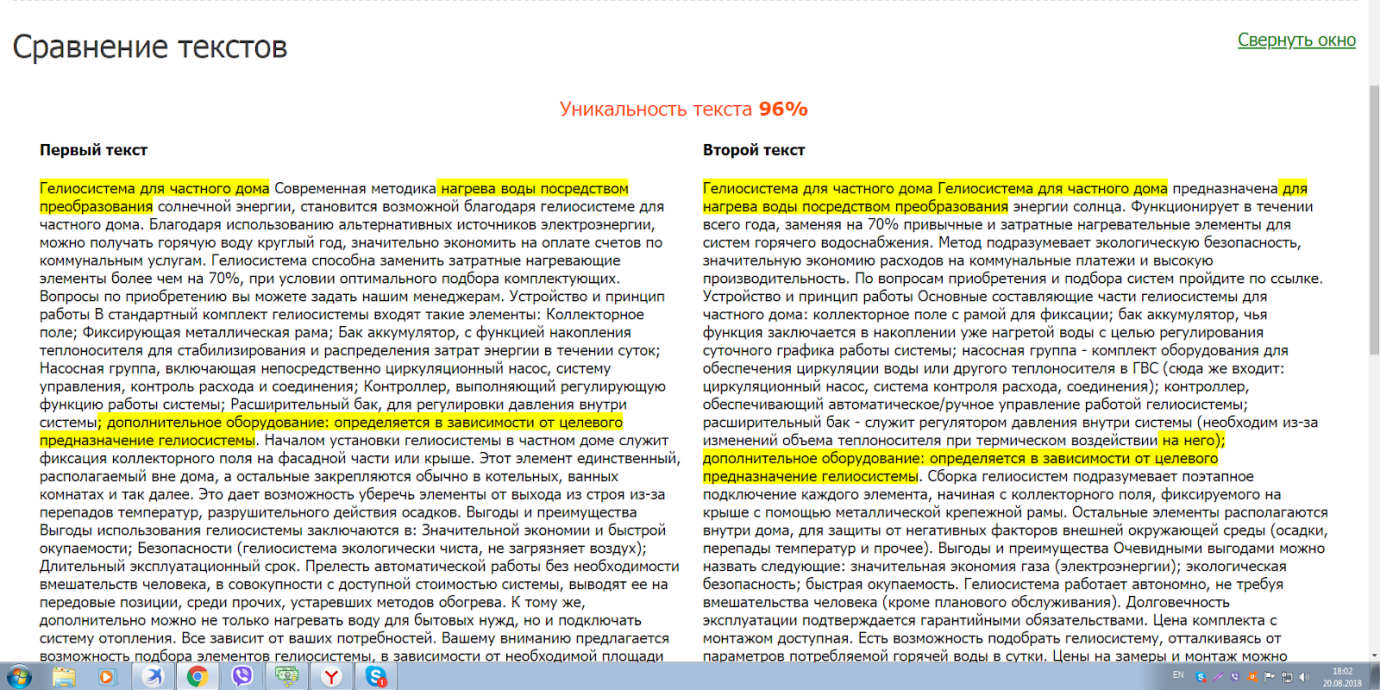 Сравнение текстов
Свернуть окно
Уникальность текста 96%
Первый текст
Гелиосистема для частного дома Современная методика нагрева воды посредством
преобразования солнечной энергии, становится возможной благодаря гелиосистеме для
частного дома. Благодаря использованию альтернативных источников электроэнергии,
можно получать горячую воду круглый год, значительно экономить на оплате счетов по
коммунальным услугам. Гелиосистема способна заменить затратные нагревающие
элементы более чем на 70%, при условии оптимального подбора комплектующих.
Вопросы по приобретению вы можете задать нашим менеджерам. Устройство и принцип
работы В стандартный комплект гелиосистемы входят такие элементы: Коллекторное
поле; Фиксирующая металлическая рама; Бак аккумулятор, с функцией накопления
теплоносителя для стабилизирования и распределения затрат энергии в течении суток;
Насосная группа, включающая непосредственно циркуляционный насос, систему
управления, контроль расхода и соединения; Контроллер, выполняющий регулирующую
функцию работы системы; Расширительный бак, для регулировки давления внутри
системы; дополнительное оборудование: определяется в зависимости от целевого
предназначение гелиосистемы. Началом установки гелиосистемы в частном доме служит
фиксация коллекторного поля на фасадной части или крыше. Этот элемент единственный,
располагаемый вне дома, а остальные закрепляются обычно в котельных, ванных
комнатах и так далее. Это дает возможность уберечь элементы от выхода из строя из-за
перепадов температур, разрушительного действия осадков. Выгоды и преимущества
Выгоды использования гелиосистемы заключаются в: Значительной экономии и быстрой
окупаемости; Безопасности (гелиосистема экологически чиста, не загрязняет воздух);
Длительный эксплуатационный срок. Прелесть автоматической работы без необходимости
вмешательств человека, в совокупности с доступной стоимостью системы, выводят ее на
передовые позиции, среди прочих, устаревших методов обогрева. К тому же,
дополнительно можно не только нагревать воду для бытовых нужд, но и подключать
систему отопления. Все зависит от ваших потребностей. Вашему вниманию предлагается
возможность подбора элементов гелиосистемы, в зависимости от необходимой площади
Второй текст
Гелиосистема для частного дома Гелиосистема для частного дома предназначена для
нагрева воды посредством преобразования энергии солнца. Функционирует в течении
всего года, заменяя на 70% привычные и затратные нагревательные элементы для
систем горячего водоснабжения. Метод подразумевает экологическую безопасность,
значительную экономию расходов на коммунальные платежи и высокую
производительность. По вопросам приобретения и подбора систем пройдите по ссылке.
Устройство и принцип работы Основные составляющие части гелиосистемы для
частного дома: коллекторное поле с рамой для фиксации; бак аккумулятор, чья
функция заключается в накоплении уже нагретой воды с целью регулирования
суточного графика работы системы; насосная группа - комплект оборудования для
обеспечения циркуляции воды или другого теплоносителя в ГВС (сюда же входит:
циркуляционный насос, система контроля расхода, соединения); контроллер,
обеспечивающий автоматическое/ручное управление работой гелиосистемы;
расширительный бак - служит регулятором давления внутри системы (необходим из-за
изменений объема теплоносителя при термическом воздействии на него);
дополнительное оборудование: определяется в зависимости от целевого
предназначение гелиосистемы. Сборка гелиосистем подразумевает поэтапное
подключение каждого элемента, начиная с коллекторного поля, фиксируемого на
крыше с помощью металлической крепежной рамы. Остальные элементы располагаются
внутри дома, для защиты от негативных факторов внешней окружающей среды (осадки,
перепады температур и прочее). Выгоды и преимущества Очевидными выгодами можно
назвать следующие: значительная экономия газа (электроэнергии); экологическая
безопасность; быстрая окупаемость. Гелиосистема работает автономно, не требуя
вмешательства человека (кроме планового обслуживания). Долговечность
эксплуатации подтверждается гарантийными обязательствами. Цена комплекта с
монтажом доступная. Есть возможность подобрать гелиосистему, отталкиваясь от
параметров потребляемой горячей воды в сутки. Цены на замеры и монтаж можно
EN
18:02
20.08.2018